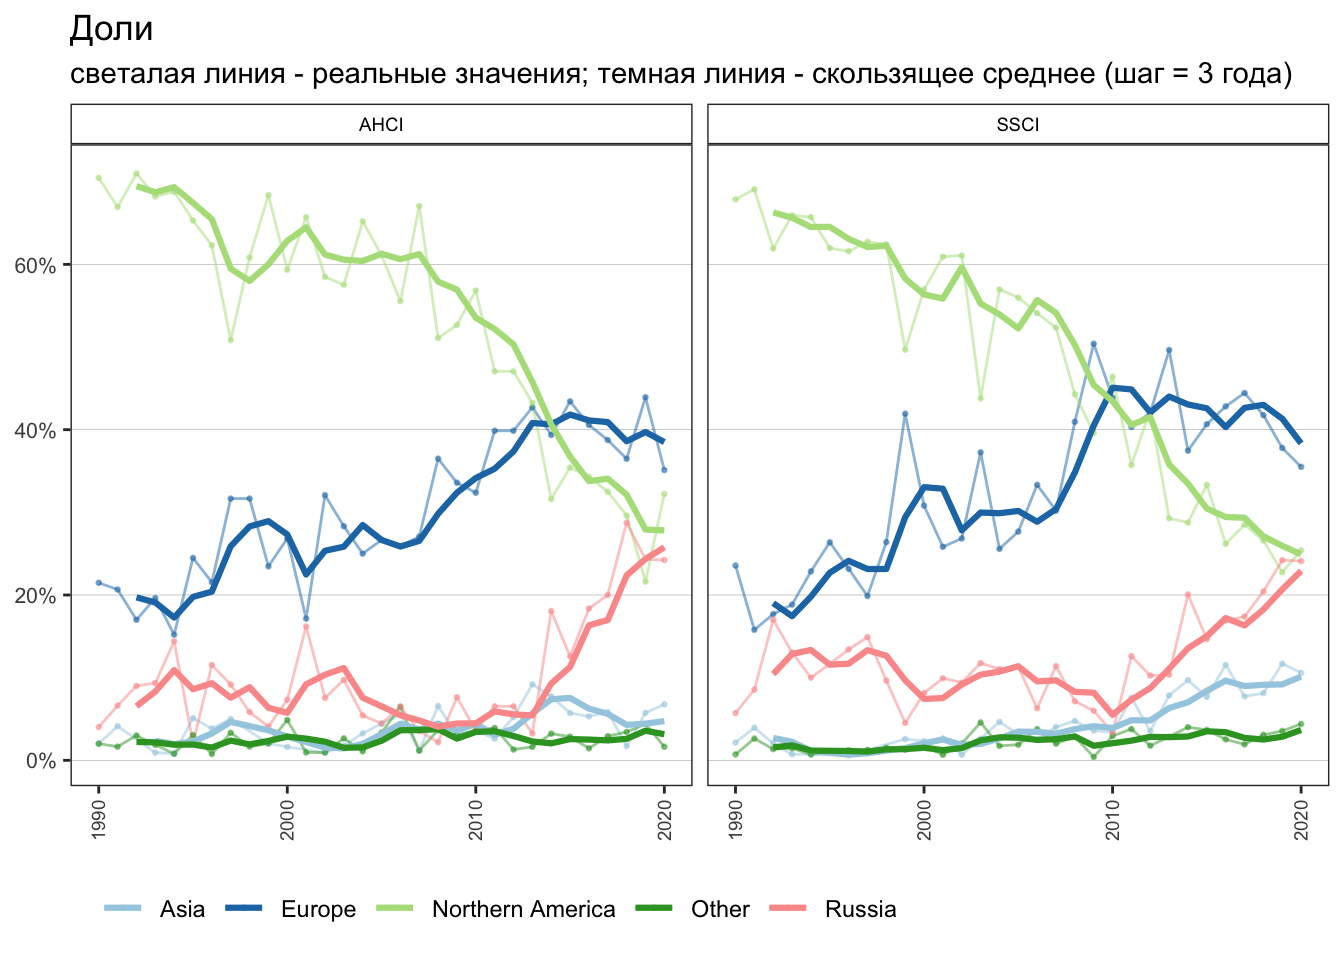 Доли
светалая линия - реальные значения; темная линия - скользящее среднее (шаг = 3 года)
AHCI
SSCI
60%
40%
20%
0%
1990
2000
2010
2020
1990
2000
2010
2020
Asia
Europe
Northern America
Other
Russia